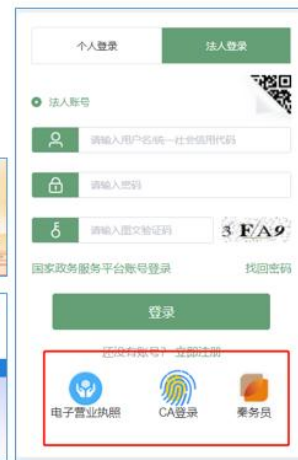 个人登录 法人登录
法人账号
请输入用户名/统一社会信用代码
请输入密码
请输入图文验证码 3 EA9
国家政务服务平台账号登录 找回密码
登录
还没有账号？ 立即注册
电子营业执照 CA登录 秦务员